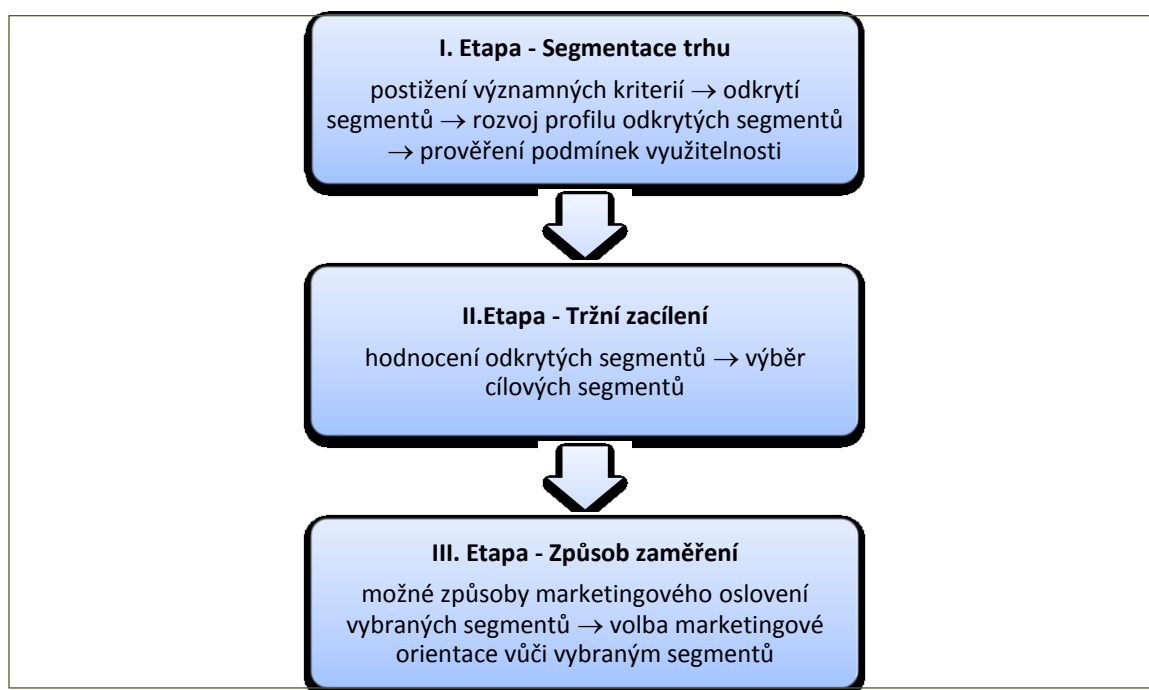 I. Etapa - Segmentace trhu
postižení významných kriterií → odkrytí
segmentů → rozvoj profilu odkrytých segmentů
→ prověření podmínek využitelnosti
II.Etapa - Tržní zacílení
hodnocení odkrytých segmentů → výběr
cílových segmentů
III. Etapa - Způsob zaměření
možné způsoby marketingového oslovení
vybraných segmentů → volba marketingové
orientace vůči vybraným segmentů